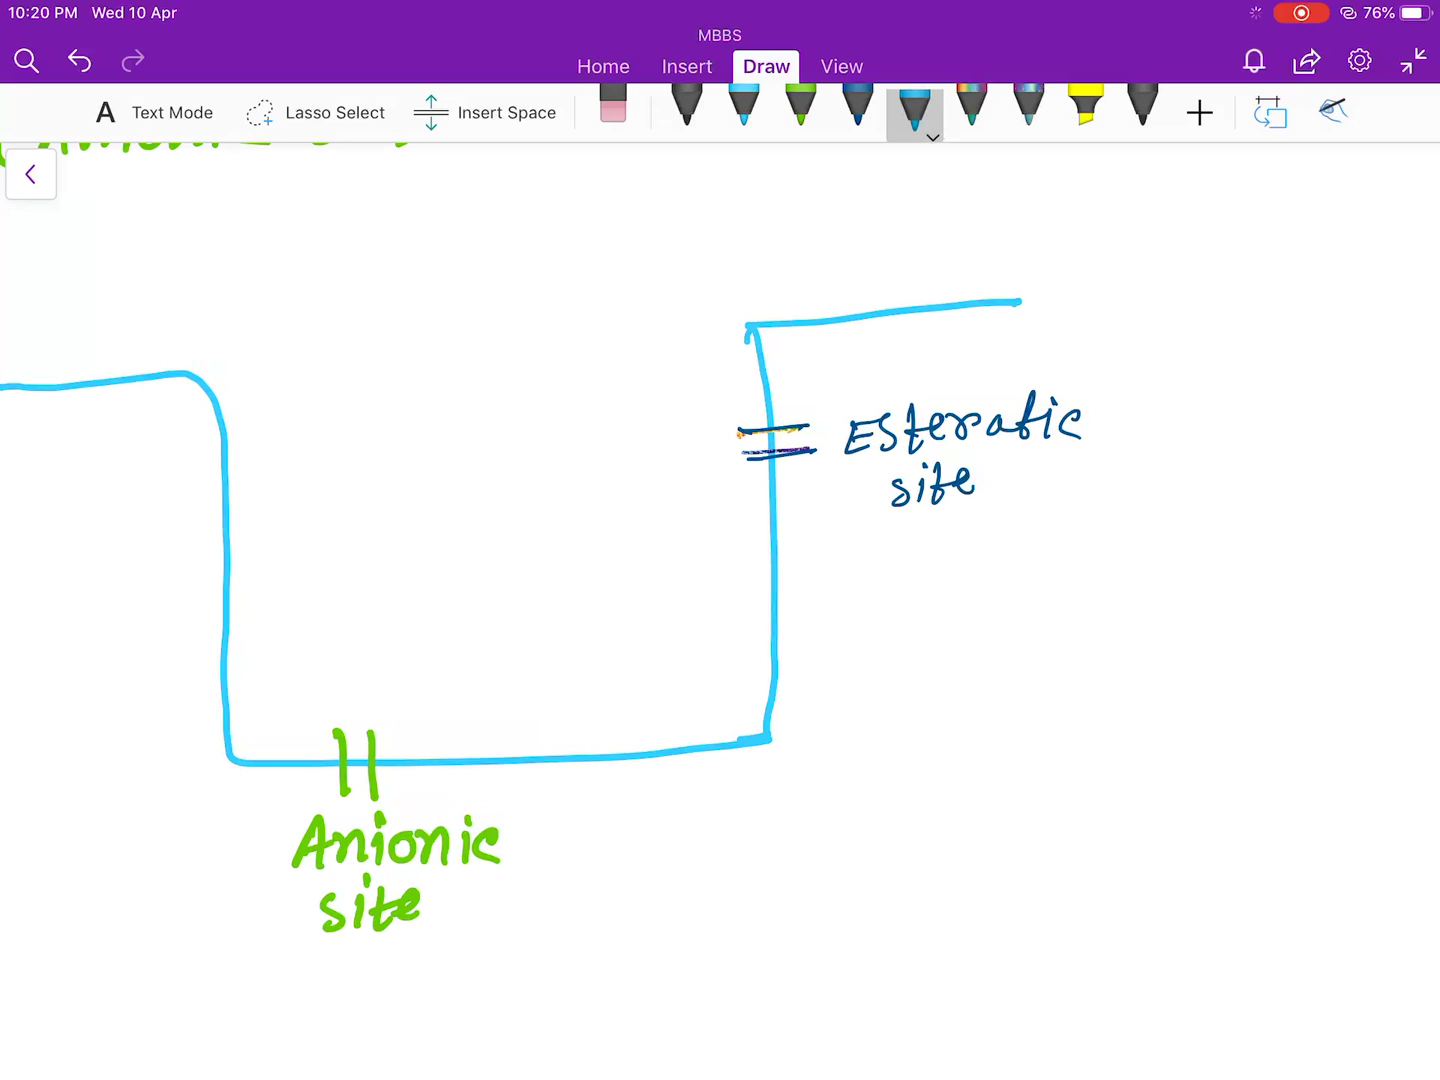 10:20 PM Wed 10 Apr
76%
MBBS
Home Insert Draw View
A Text Mode Lasso Select Insert Space
Esteratic
site
Anionic
site